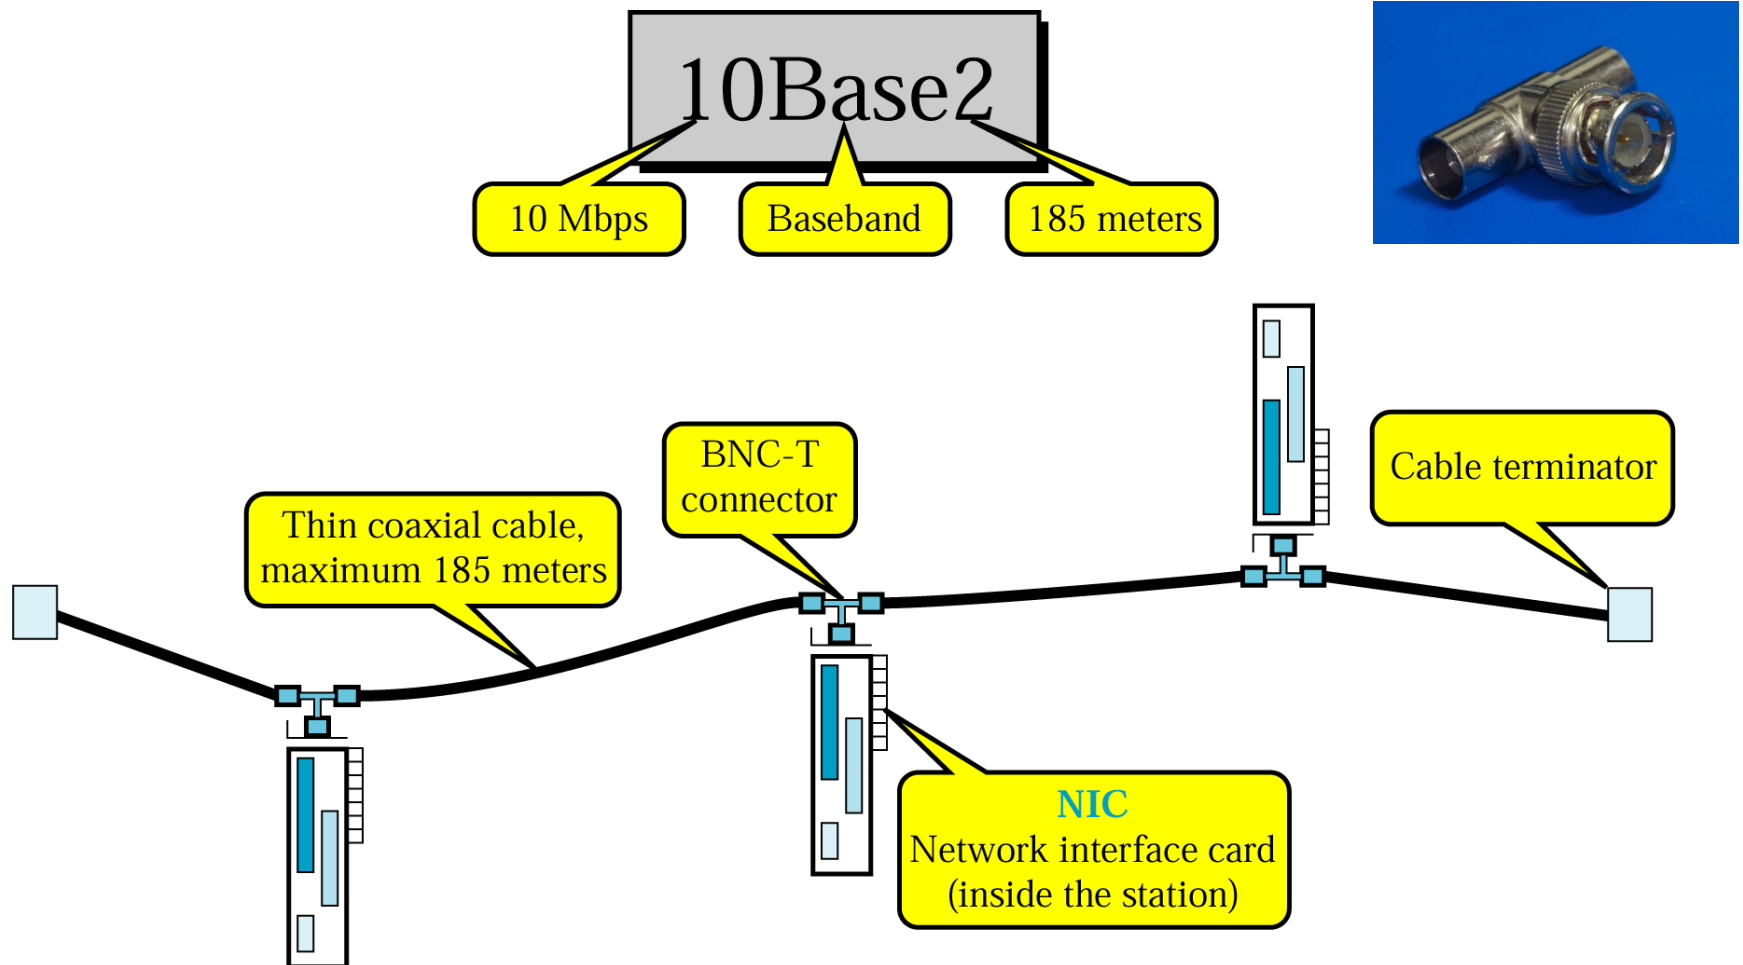 10Base2
10 Mbps
Baseband
185 meters
BNC-T
connector
Cable terminator
Thin coaxial cable,
maximum 185 meters
NIC
Network interface card
(inside the station)